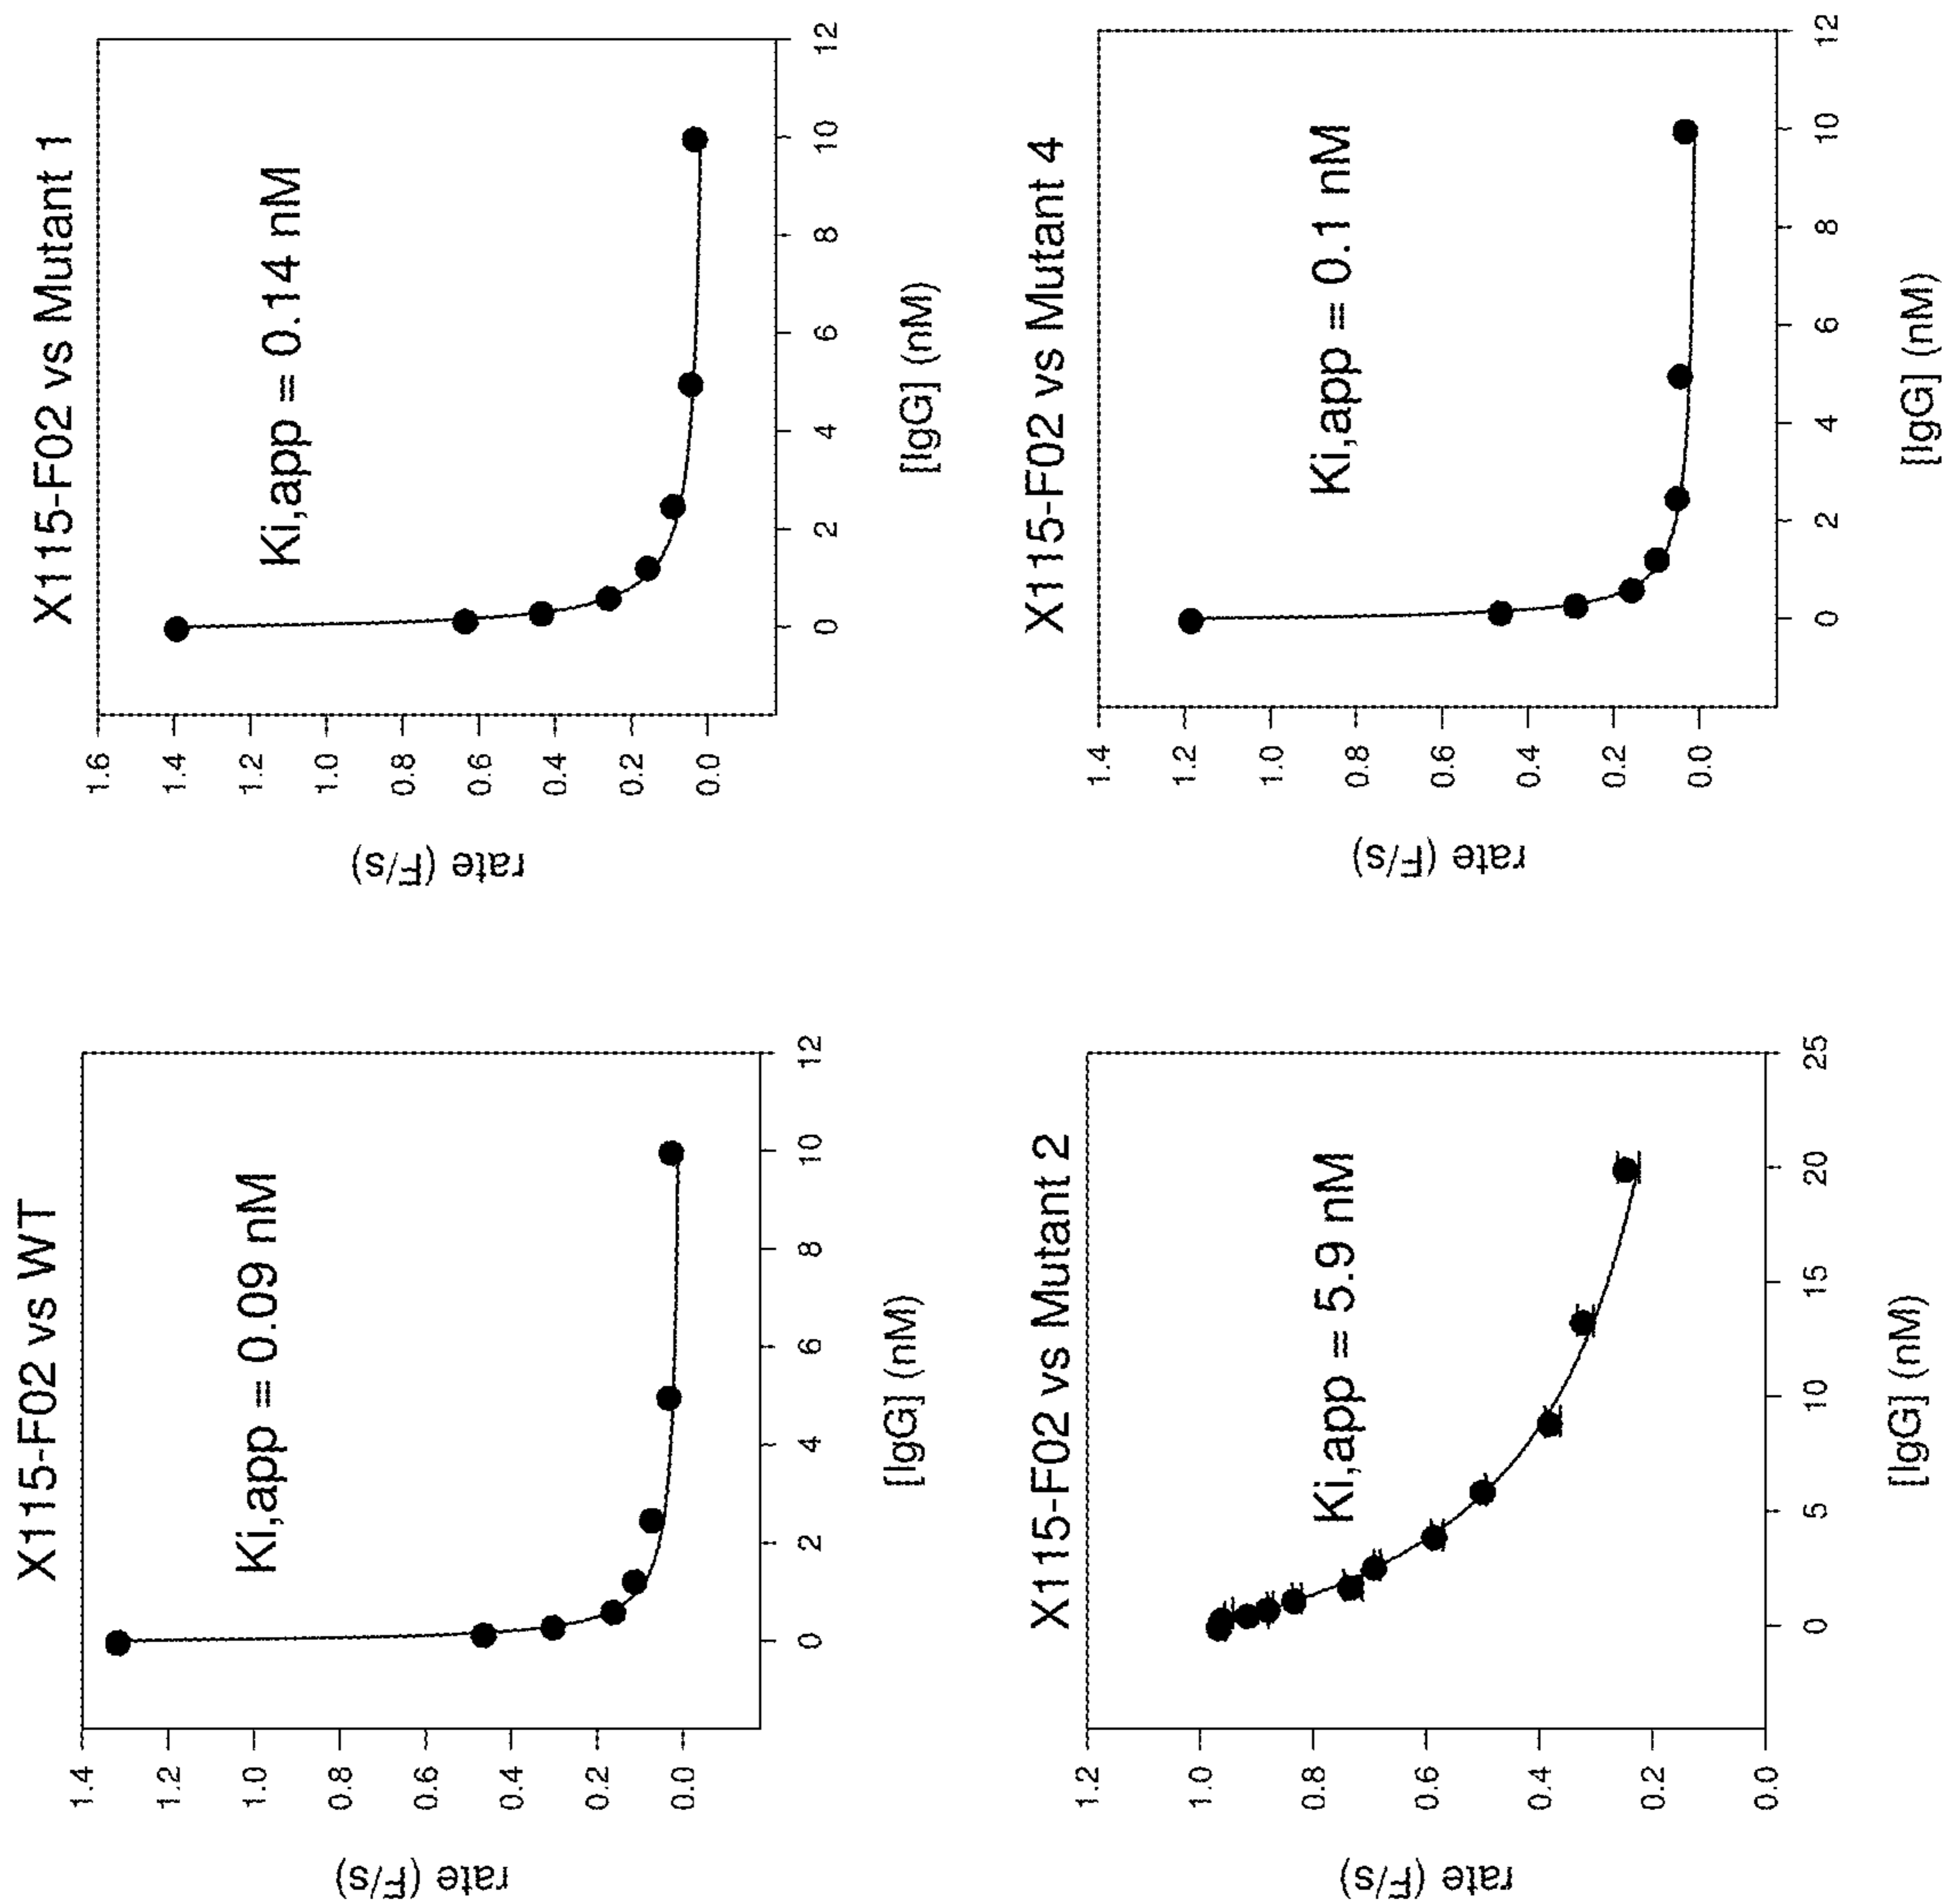 X115-F02 vs WT
Ki,app = 0.09 nM
rate (F/s)
1.4
1.2
1.0
0.8
0.6
0.4
0.2
0.0
0 2 4 6 8 10 12
[IgG] (nM)
X115-F02 vs Mutant 1
Ki,app = 0.14 nM
rate (F/s)
1.6
1.4
1.2
1.0
0.8
0.6
0.4
0.2
0.0
0 2 4 6 8 10 12
[IgG] (nM)
X115-F02 vs Mutant 2
Ki,app = 5.9 nM
rate (F/s)
1.2
1.0
0.8
0.6
0.4
0.2
0.0
0 5 10 15 20 25
[IgG] (nM)
X115-F02 vs Mutant 4
Ki,app = 0.1 nM
rate (F/s)
1.4
1.2
1.0
0.8
0.6
0.4
0.2
0.0
0 2 4 6 8 10 12
[IgG] (nM)